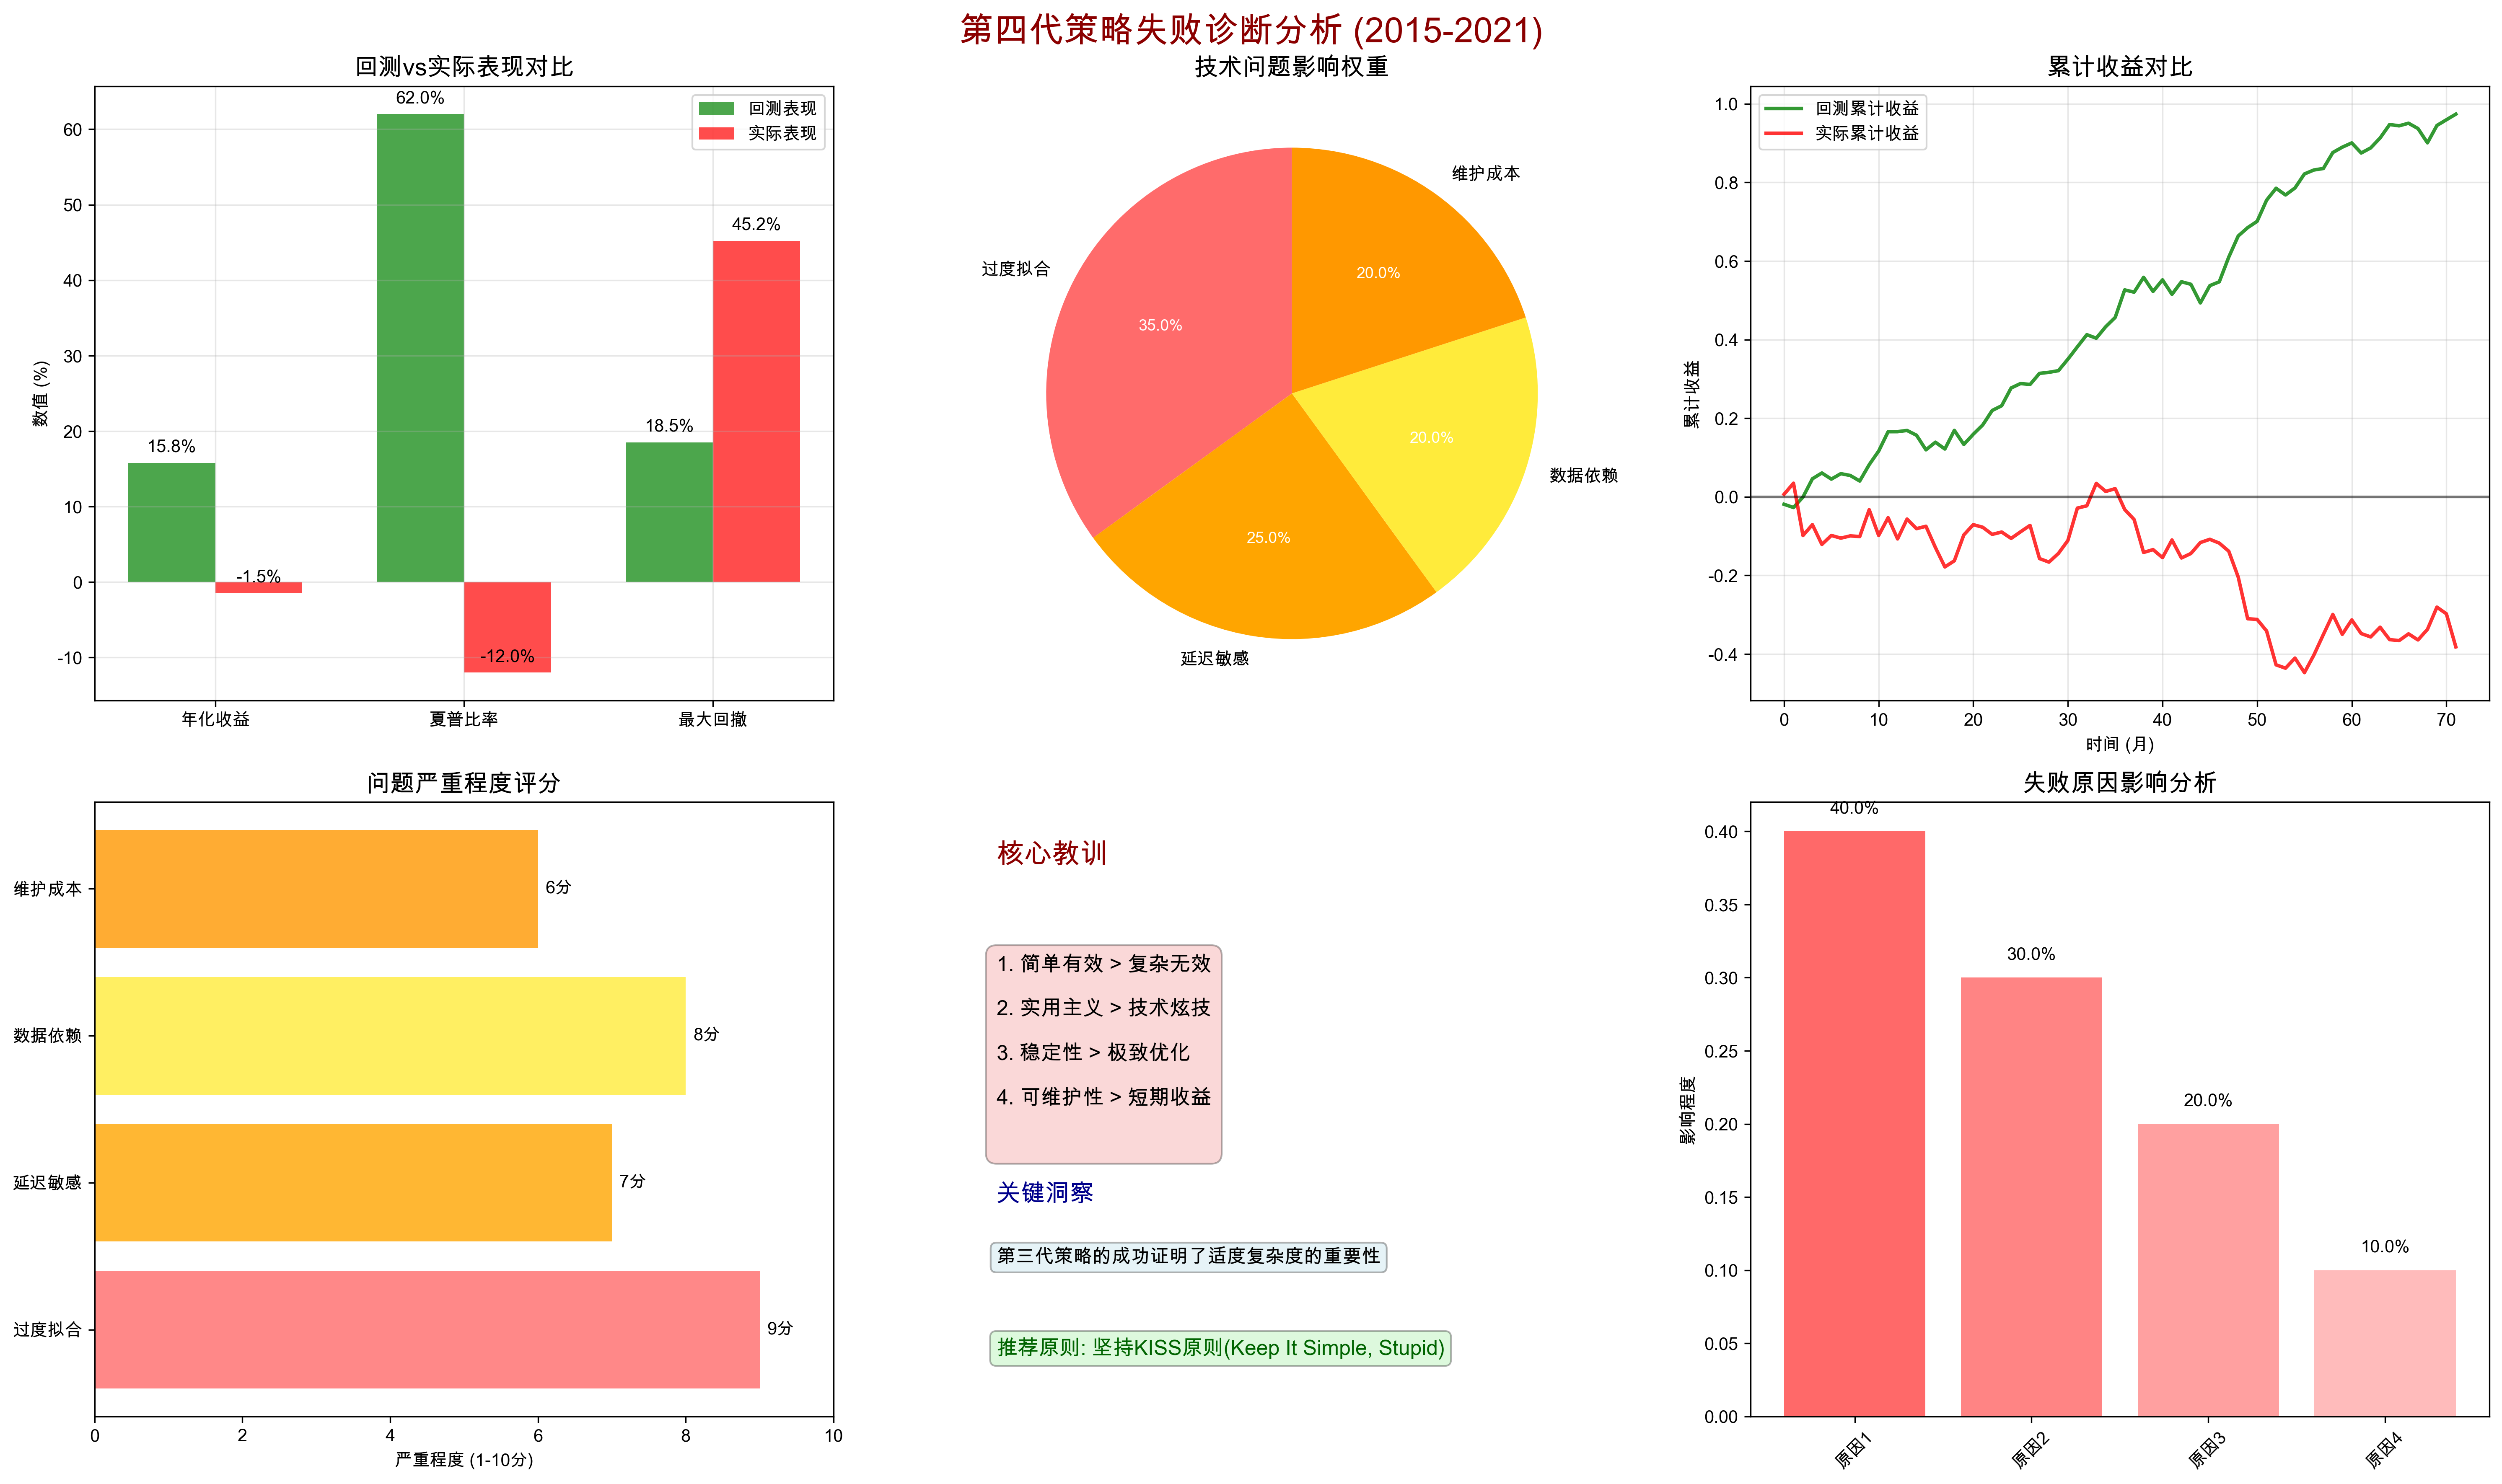 第四代策略失败诊断分析 (2015-2021)
回测vs实际表现对比
回测表现
实际表现
数值 (%)
60
50
40
30
20
10
0
-10
62.0%
45.2%
15.8%
18.5%
-1.5%
-12.0%
年化收益
夏普比率
最大回撤
技术问题影响权重
维护成本
过度拟合
数据依赖
延迟敏感
20.0%
35.0%
20.0%
25.0%
累计收益对比
回测累计收益
实际累计收益
累计收益
1.0
0.8
0.6
0.4
0.2
0.0
-0.2
-0.4
0
10
20
30
40
50
60
70
时间 (月)
问题严重程度评分
维护成本
6分
数据依赖
8分
延迟敏感
7分
过度拟合
9分
0
2
4
6
8
10
严重程度 (1-10分)
核心教训
1. 简单有效 > 复杂无效
2. 实用主义 > 技术炫技
3. 稳定性 > 极致优化
4. 可维护性 > 短期收益
关键洞察
第三代策略的成功证明了适度复杂度的重要性
推荐原则: 坚持KISS原则(Keep It Simple, Stupid)
失败原因影响分析
影响程度
0.40
0.35
0.30
0.25
0.20
0.15
0.10
0.05
0.00
40.0%
30.0%
20.0%
10.0%
原因1
原因2
原因3
原因4